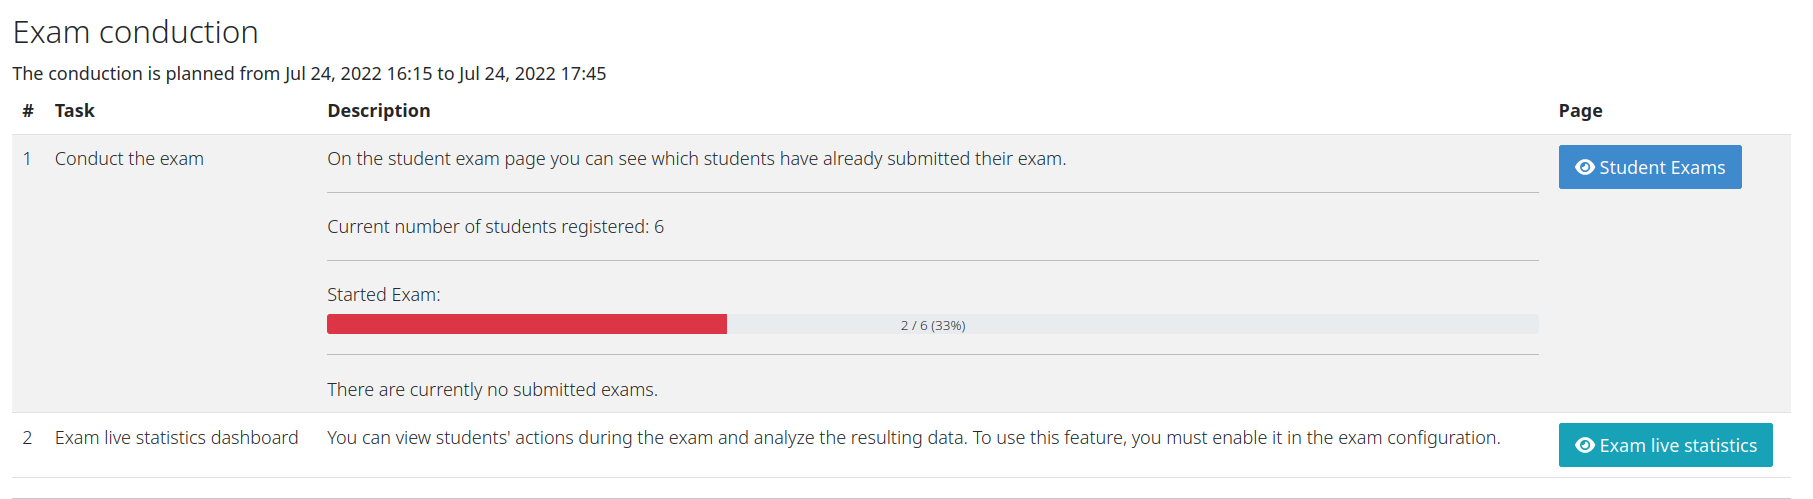 Exam conduction
The conduction is planned from Jul 24, 2022 16:15 to Jul 24, 2022 17:45
# Task Description Page
1 Conduct the exam On the student exam page you can see which students have already submitted their exam. Student Exams
Current number of students registered: 6
Started Exam:
2 / 6 (33%)
There are currently no submitted exams.
2 Exam live statistics dashboard You can view students' actions during the exam and analyze the resulting data. To use this feature, you must enable it in the exam configuration. Exam live statistics